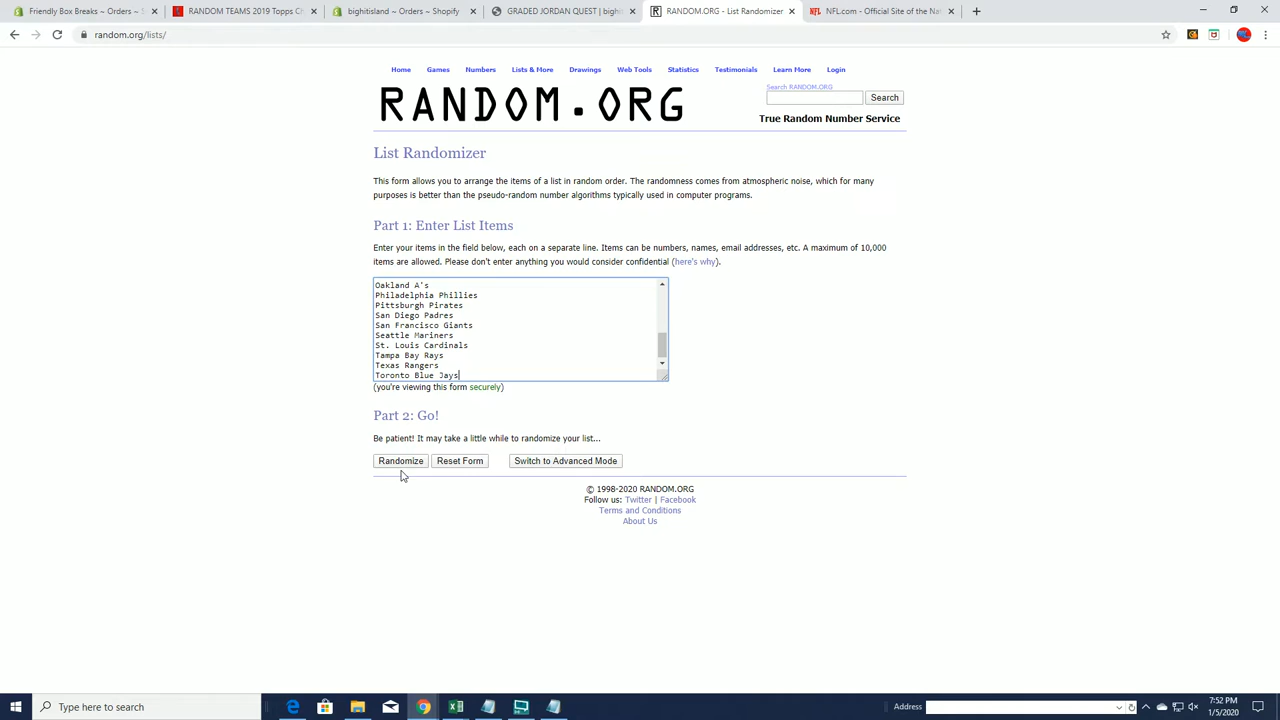 Friendly Box Breaks ~ Orders ~ S
RANDOM TEAMS 2019 Topps Ch
bighitisland ~ Orders ~ Shopify
GRADED JORDAN QUEST | bigh
RANDOM.ORG - List Randomizer
NFL.com - Official Site of the Nat
random.org/lists/
Home Games Numbers Lists & More Drawings Web Tools Statistics Testimonials Learn More Login
RANDOM.ORG
Search RANDOM.ORG
Search
True Random Number Service
List Randomizer
This form allows you to arrange the items of a list in random order. The randomness comes from atmospheric noise, which for many
purposes is better than the pseudo-random number algorithms typically used in computer programs.
Part 1: Enter List Items
Enter your items in the field below, each on a separate line. Items can be numbers, names, email addresses, etc. A maximum of 10,000
items are allowed. Please don't enter anything you would consider confidential (here's why).
Oakland A's
Philadelphia Phillies
Pittsburgh Pirates
San Diego Padres
San Francisco Giants
Seattle Mariners
St. Louis Cardinals
Tampa Bay Rays
Texas Rangers
Toronto Blue Jays
(you're viewing this form securely)
Part 2: Go!
Be patient! It may take a little while to randomize your list...
Randomize Reset Form Switch to Advanced Mode
© 1998-2020 RANDOM.ORG
Follow us: Twitter | Facebook
Terms and Conditions
About Us
Type here to search
Address
7:52 PM
1/5/2020